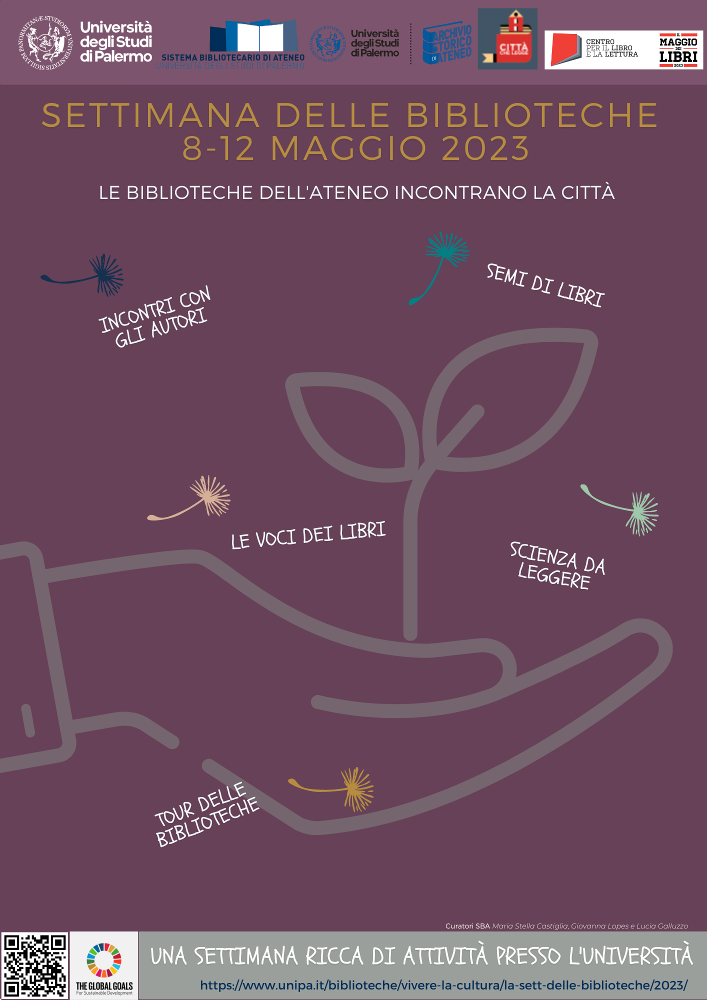 SIGILLVM PANORMITANÆ STVDIORVM VNIVERSITATIS
Università
degli Studi
di Palermo
SISTEMA BIBLIOTECARIO DI ATENEO
UNIVERSITÀ DEGLI STUDI DI PALERMO
Università
degli Studi
di Palermo
ARCHIVIO
STORICO
DI ATENEO
CITTÀ
CHE LEGGE
CENTRO
PER IL LIBRO
E LA LETTURA
IL
MAGGIO
DEI
LIBRI
2023
SETTIMANA DELLE BIBLIOTECHE
8-12 MAGGIO 2023
LE BIBLIOTECHE DELL'ATENEO INCONTRANO LA CITTÀ
SEMI DI LIBRI
INCONTRI CON
GLI AUTORI
LE VOCI DEI LIBRI
SCIENZA DA
LEGGERE
TOUR DELLE
BIBLIOTECHE
Curatori SBA Maria Stella Castiglia, Giovanna Lopes e Lucia Galluzzo
THE GLOBAL GOALS
For Sustainable Development
UNA SETTIMANA RICCA DI ATTIVITÀ PRESSO L'UNIVERSITÀ
https://www.unipa.it/biblioteche/vivere-la-cultura/la-sett-delle-biblioteche/2023/